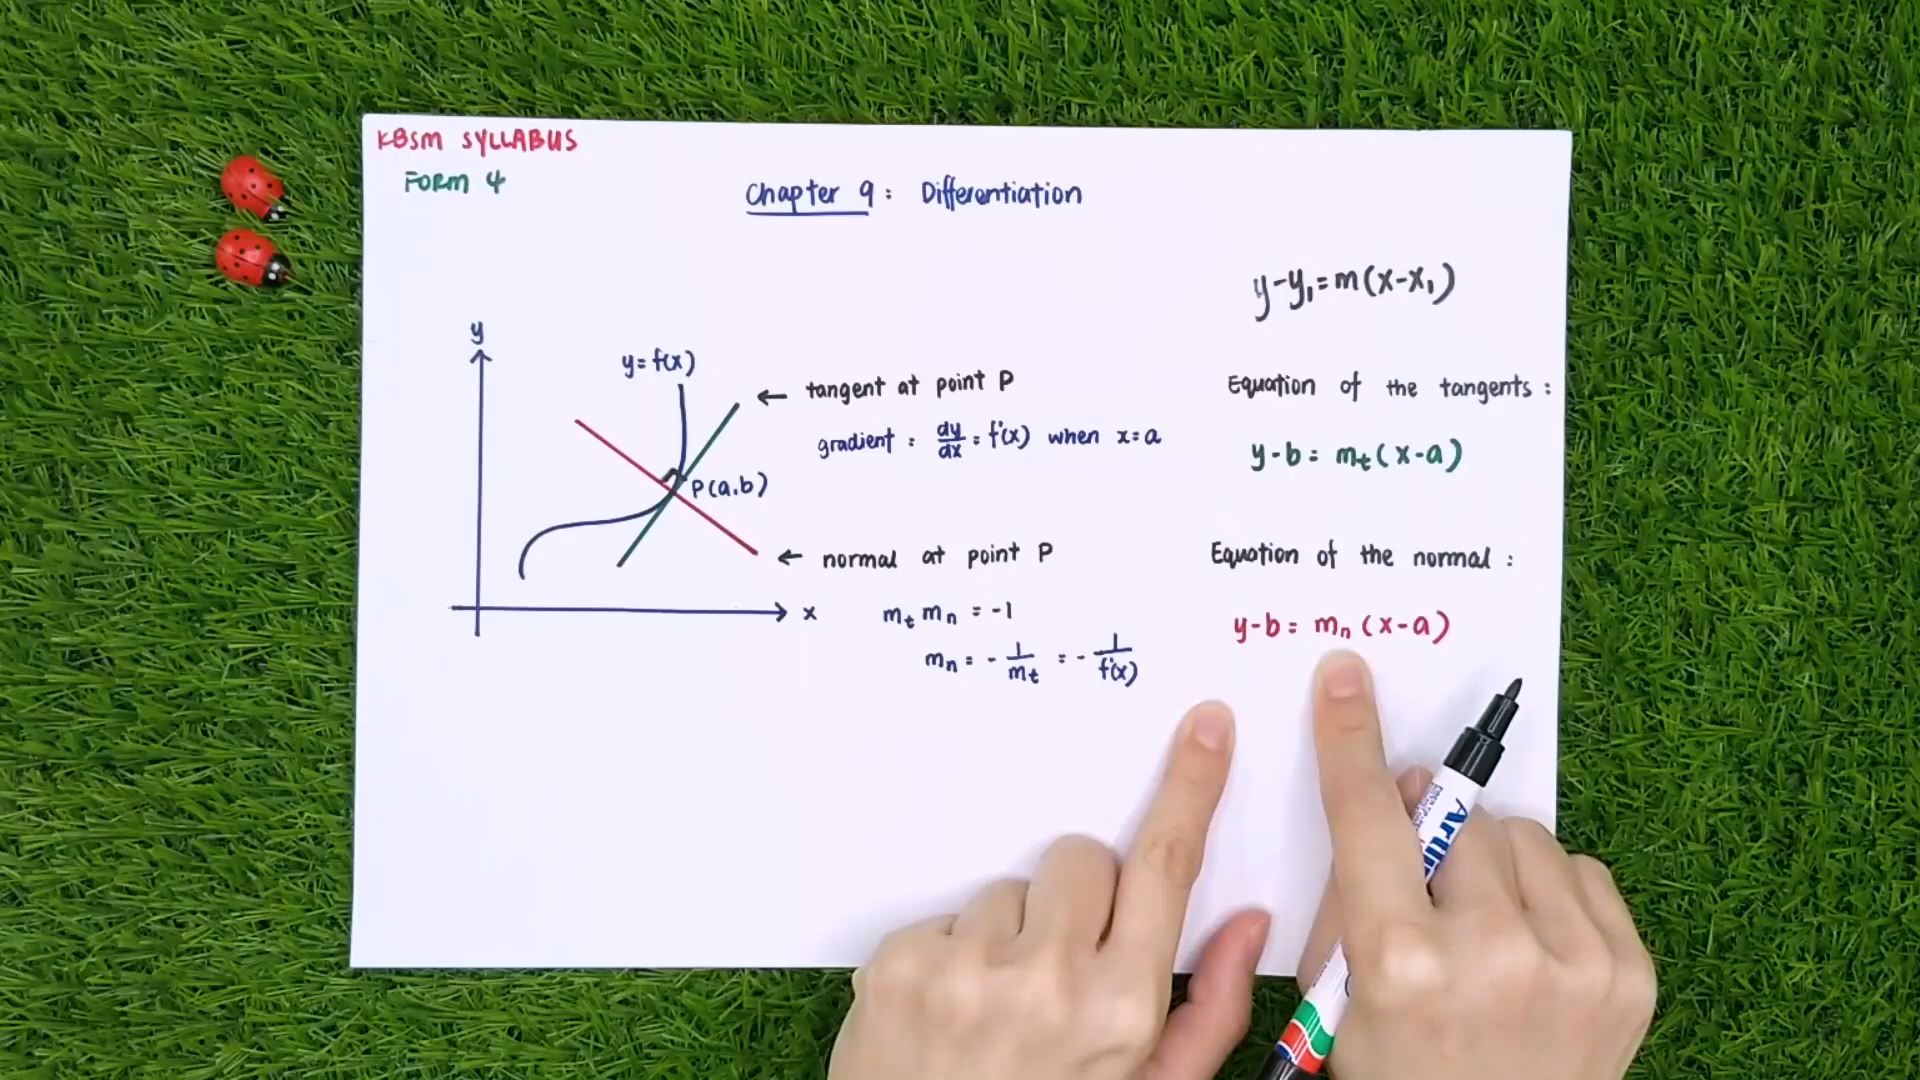 KBSM SYLLABUS
FORM 4
Chapter 9: Differentiation
y-y₁=m(x-x₁)
y
y=f(x)
← tangent at point P
gradient = dy/dx = f'(x) when x=a
P(a,b)
← normal at point P
x
mₜ mₙ = -1
mₙ = - 1/mₜ = - 1/f'(x)
Equation of the tangents:
y-b = mₜ(x-a)
Equation of the normal:
y-b = mₙ(x-a)